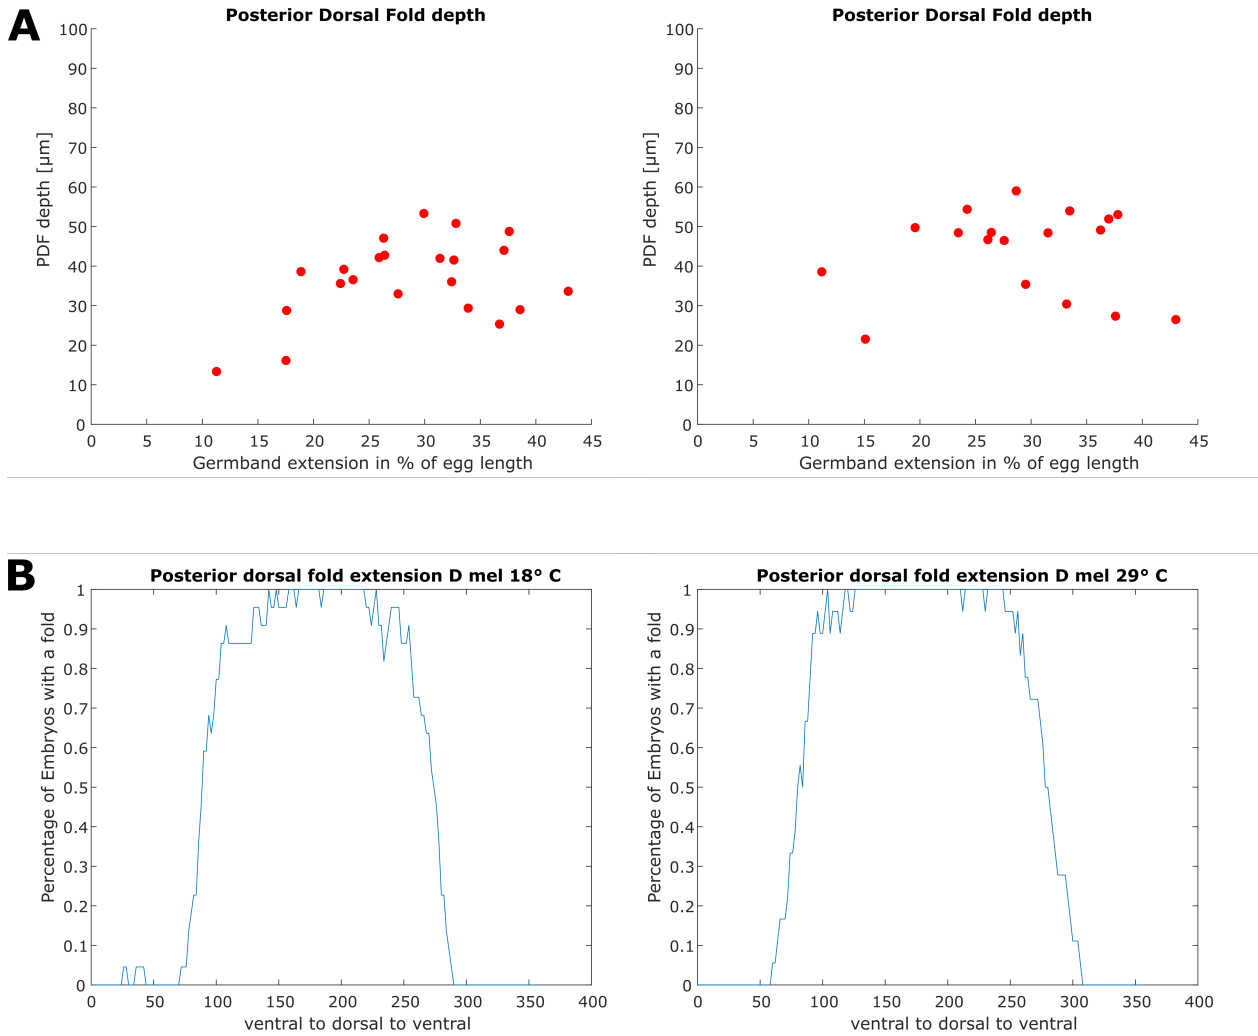 A
Posterior Dorsal Fold depth
100
90
80
70
60
50
40
30
20
10
0
PDF depth [µm]
0 5 10 15 20 25 30 35 40 45
Germband extension in % of egg length
Posterior Dorsal Fold depth
100
90
80
70
60
50
40
30
20
10
0
PDF depth [µm]
0 5 10 15 20 25 30 35 40 45
Germband extension in % of egg length
B
Posterior dorsal fold extension D mel 18° C
1
0.9
0.8
0.7
0.6
0.5
0.4
0.3
0.2
0.1
0
Percentage of Embryos with a fold
0 50 100 150 200 250 300 350 400
ventral to dorsal to ventral
Posterior dorsal fold extension D mel 29° C
1
0.9
0.8
0.7
0.6
0.5
0.4
0.3
0.2
0.1
0
Percentage of Embryos with a fold
0 50 100 150 200 250 300 350 400
ventral to dorsal to ventral